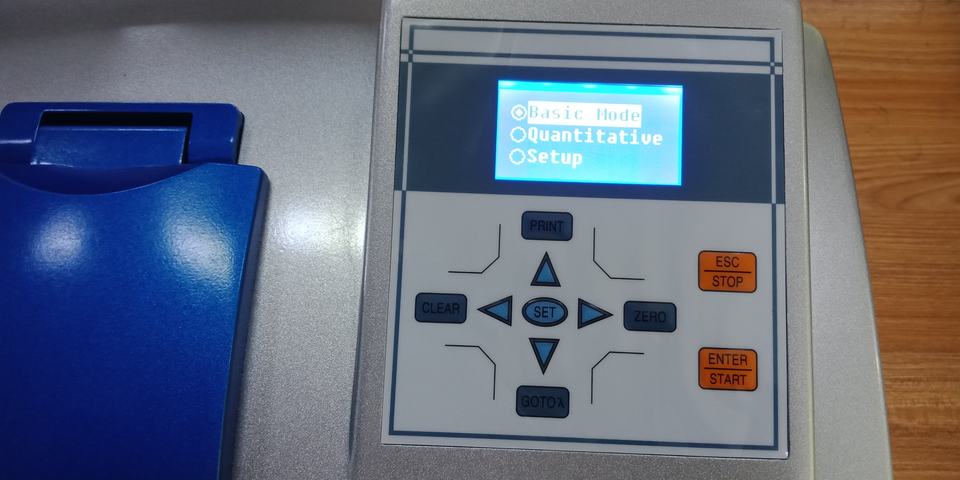 Basic Mode
Quantitative
Setup
PRINT
ESC
STOP
CLEAR
SET
ZERO
ENTER
START
GOTOλ